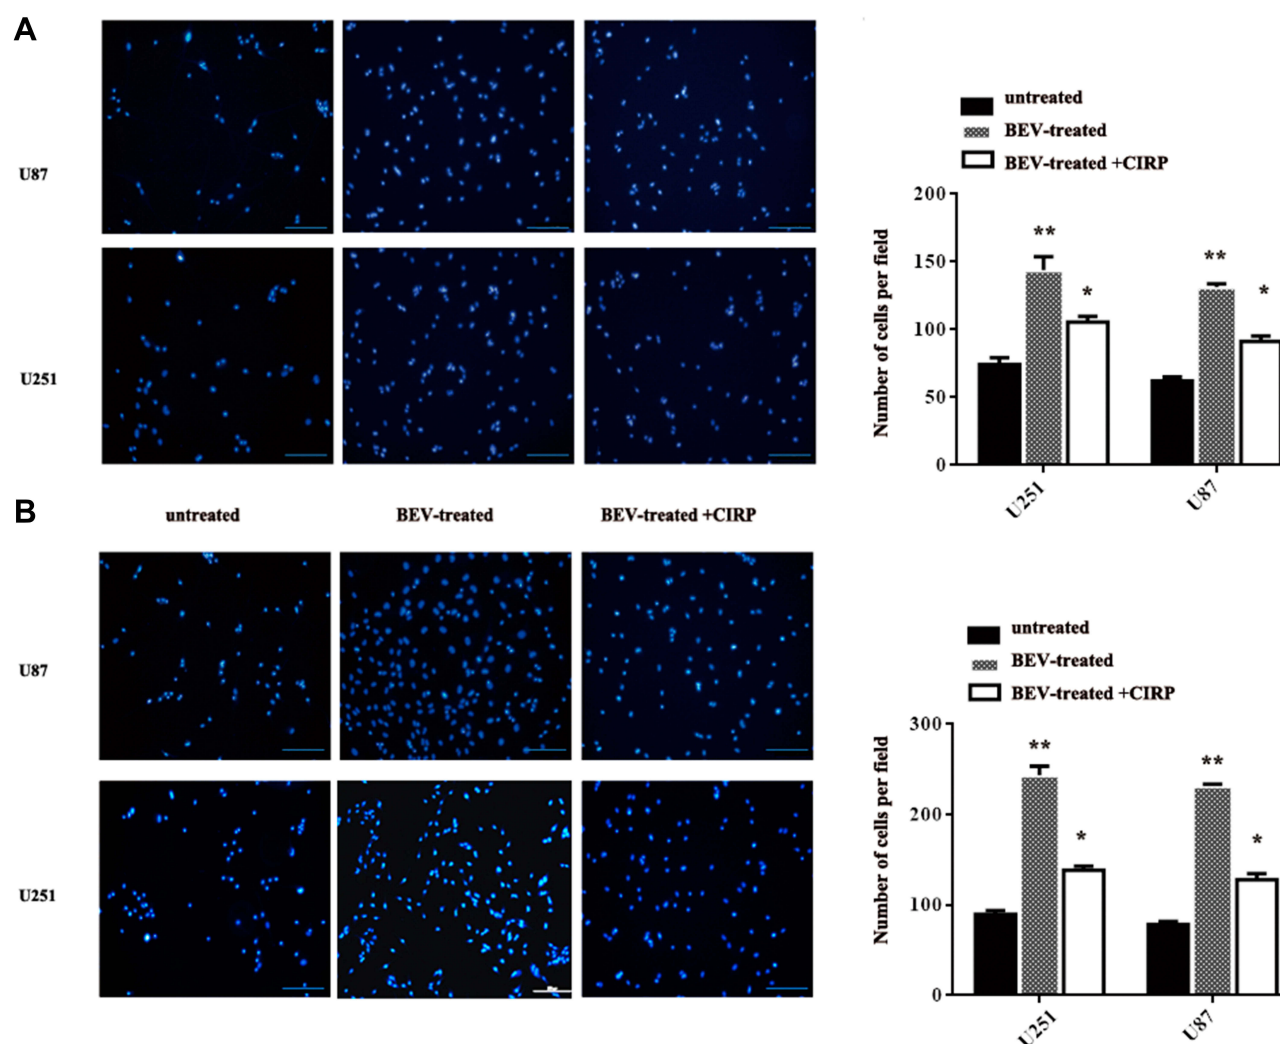 A
U87
U251
untreated
BEV-treated
BEV-treated +CIRP
Number of cells per field
200
150
100
50
0
**
*
**
*
U251
U87
B
untreated
BEV-treated
BEV-treated +CIRP
U87
U251
untreated
BEV-treated
BEV-treated +CIRP
Number of cells per field
300
200
100
0
**
*
**
*
U251
U87